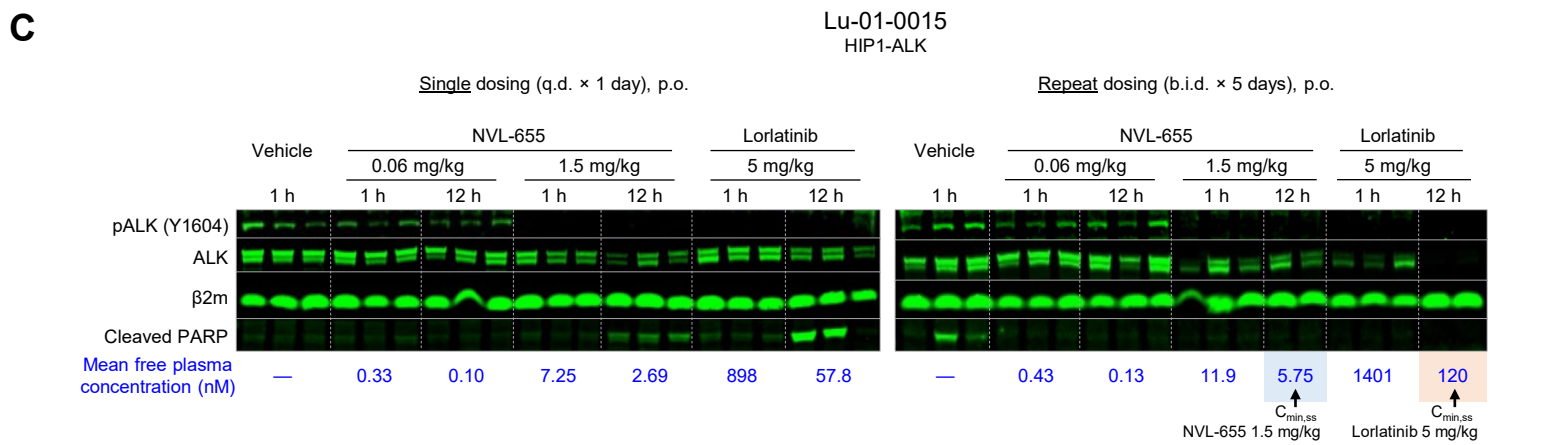 C
Lu-01-0015
HIP1-ALK
Single dosing (q.d. × 1 day), p.o.
Repeat dosing (b.i.d. × 5 days), p.o.
Vehicle NVL-655 Lorlatinib Vehicle NVL-655 Lorlatinib
0.06 mg/kg 1.5 mg/kg 5 mg/kg 0.06 mg/kg 1.5 mg/kg 5 mg/kg
1 h 1 h 12 h 1 h 12 h 1 h 12 h 1 h 1 h 12 h 1 h 12 h 1 h 12 h
pALK (Y1604)
ALK
β2m
Cleaved PARP
Mean free plasma
concentration (nM) — 0.33 0.10 7.25 2.69 898 57.8 — 0.43 0.13 11.9 5.75 1401 120
Cmin,ss Cmin,ss
NVL-655 1.5 mg/kg Lorlatinib 5 mg/kg